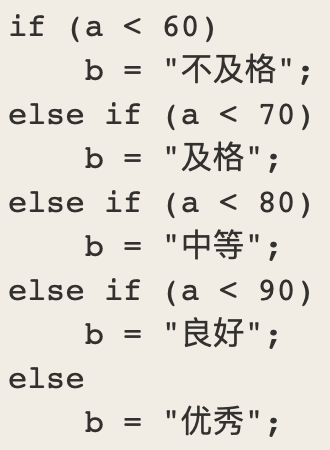 if (a < 60)
    b = "不及格";
else if (a < 70)
    b = "及格";
else if (a < 80)
    b = "中等";
else if (a < 90)
    b = "良好";
else
    b = "优秀";